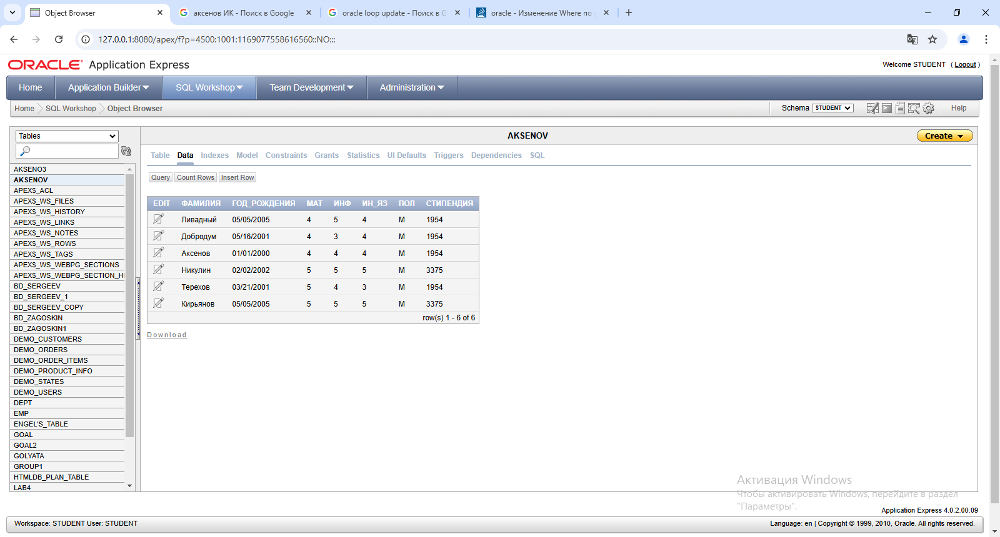 Object Browser
аксенов ИК - Поиск в Google
oracle loop update - Поиск в G
oracle - Изменение Where по
127.0.0.1:8080/apex/f?p=4500:1001:1169077558616560::NO:::
ORACLE Application Express
Welcome STUDENT ( Logout )
Home Application Builder SQL Workshop Team Development Administration
Home SQL Workshop Object Browser
Schema STUDENT Help
Tables
AKSENOV
Create
Table Data Indexes Model Constraints Grants Statistics UI Defaults Triggers Dependencies SQL
Query Count Rows Insert Row
AKSENO3
AKSENOV
APEX$_ACL
APEX$_WS_FILES
APEX$_WS_HISTORY
APEX$_WS_LINKS
APEX$_WS_NOTES
APEX$_WS_ROWS
APEX$_WS_TAGS
APEX$_WS_WEBPG_SECTIONS
APEX$_WS_WEBPG_SECTION_HI
BD_SERGEEV
BD_SERGEEV_1
BD_SERGEEV_COPY
BD_ZAGOSKIN
BD_ZAGOSKIN1
DEMO_CUSTOMERS
DEMO_ORDERS
DEMO_ORDER_ITEMS
DEMO_PRODUCT_INFO
DEMO_STATES
DEMO_USERS
DEPT
EMP
ENGEL'S_TABLE
GOAL
GOAL2
GOLYATA
GROUP1
HTMLDB_PLAN_TABLE
LAB4
EDIT ФАМИЛИЯ ГОД_РОЖДЕНИЯ МАТ ИНФ ИН_ЯЗ ПОЛ СТИПЕНДИЯ
Ливадный 05/05/2005 4 5 4 М 1954
Добродум 05/16/2001 4 3 4 М 1954
Аксенов 01/01/2000 4 4 4 М 1954
Никулин 02/02/2002 5 5 5 М 3375
Терехов 03/21/2001 5 4 3 М 1954
Кирьянов 05/05/2005 5 5 5 М 3375
row(s) 1 - 6 of 6
Download
Активация Windows
Чтобы активировать Windows, перейдите в раздел
"Параметры".
Application Express 4.0.2.00.09
Workspace: STUDENT User: STUDENT
Language: en | Copyright © 1999, 2010, Oracle. All rights reserved.